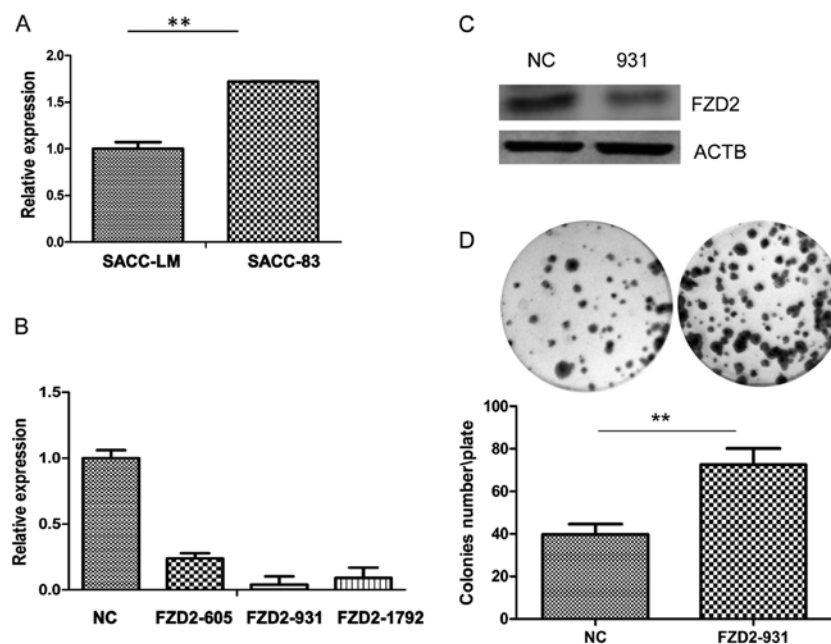 A
**
Relative expression
2.0
1.5
1.0
0.5
0.0
SACC-LM SACC-83
B
Relative expression
1.5
1.0
0.5
0.0
NC FZD2-605 FZD2-931 FZD2-1792
C
NC 931
FZD2
ACTB
D
Colonies number\plate
100
80
60
40
20
0
**
NC FZD2-931